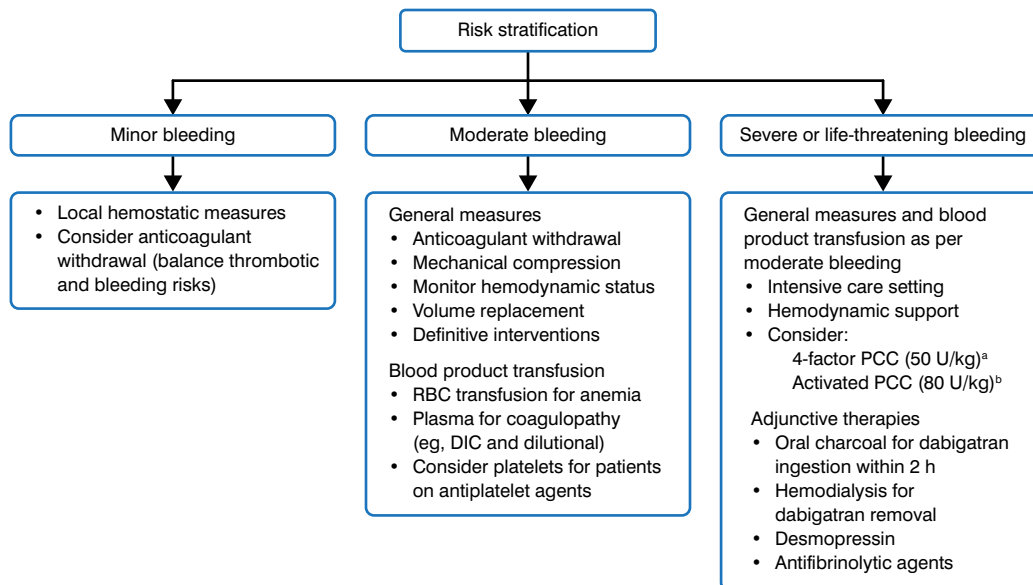 Risk stratification
Minor bleeding
Moderate bleeding
Severe or life-threatening bleeding
• Local hemostatic measures
• Consider anticoagulant
withdrawal (balance thrombotic
and bleeding risks)
General measures
• Anticoagulant withdrawal
• Mechanical compression
• Monitor hemodynamic status
• Volume replacement
• Definitive interventions
Blood product transfusion
• RBC transfusion for anemia
• Plasma for coagulopathy
(eg, DIC and dilutional)
• Consider platelets for patients
on antiplatelet agents
General measures and blood
product transfusion as per
moderate bleeding
• Intensive care setting
• Hemodynamic support
• Consider:
4-factor PCC (50 U/kg)ᵃ
Activated PCC (80 U/kg)ᵇ
Adjunctive therapies
• Oral charcoal for dabigatran
ingestion within 2 h
• Hemodialysis for
dabigatran removal
• Desmopressin
• Antifibrinolytic agents